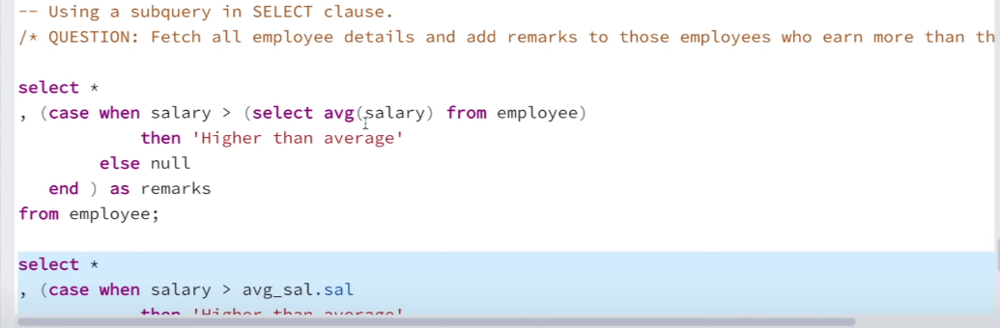 -- Using a subquery in SELECT clause.
/* QUESTION: Fetch all employee details and add remarks to those employees who earn more than th
select *
, (case when salary > (select avg(salary) from employee)
then 'Higher than average'
else null
end ) as remarks
from employee;
select *
, (case when salary > avg_sal.sal
then 'Higher than average'